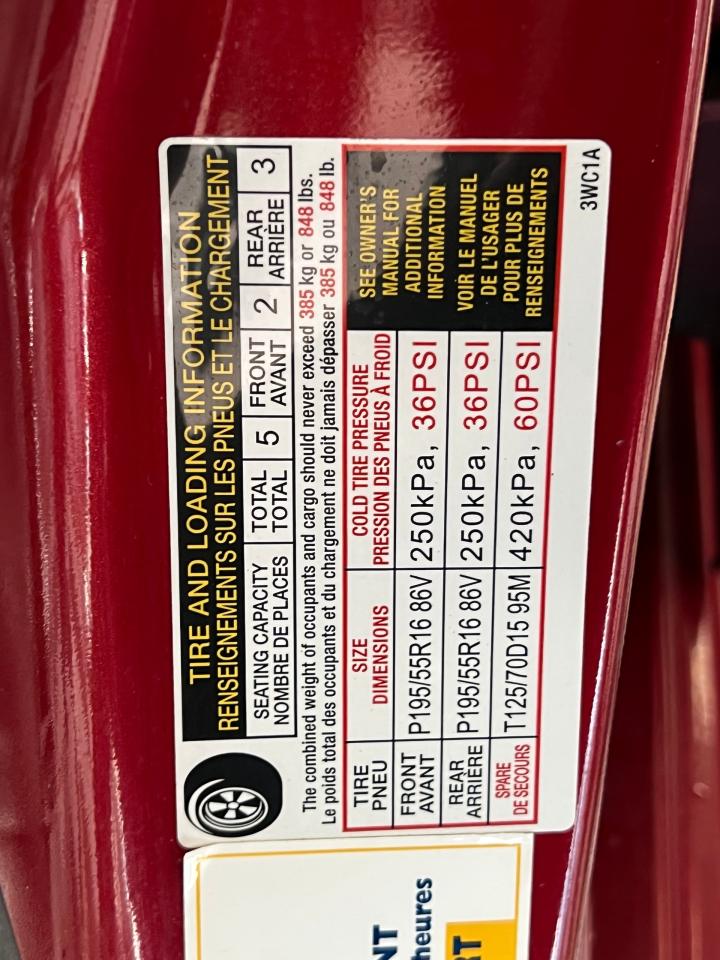 TIRE AND LOADING INFORMATION
RENSEIGNEMENTS SUR LES PNEUS ET LE CHARGEMENT
SEATING CAPACITY
NOMBRE DE PLACES
TOTAL
TOTAL
5
FRONT
AVANT
2
REAR
ARRIÈRE
3
The combined weight of occupants and cargo should never exceed 385 kg or 848 lbs.
Le poids total des occupants et du chargement ne doit jamais dépasser 385 kg ou 848 lb.
TIRE
PNEU
SIZE
DIMENSIONS
COLD TIRE PRESSURE
PRESSION DES PNEUS À FROID
SEE OWNER'S
MANUAL FOR
ADDITIONAL
INFORMATION
VOIR LE MANUEL
DE L'USAGER
POUR PLUS DE
RENSEIGNEMENTS
FRONT
AVANT
P195/55R16 86V
250kPa, 36PSI
REAR
ARRIÈRE
P195/55R16 86V
250kPa, 36PSI
SPARE
DE SECOURS
T125/70D15 95M
420kPa, 60PSI
3WC1A
heures